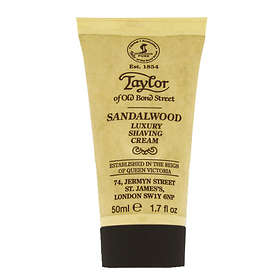 Est. 1854
Taylor
of Old Bond Street
SANDALWOOD
LUXURY
SHAVING
CREAM
ESTABLISHED IN THE REIGN
OF QUEEN VICTORIA
74, JERMYN STREET
ST. JAMES'S,
LONDON SW1Y 6NP
50ml e 1.7 fl oz